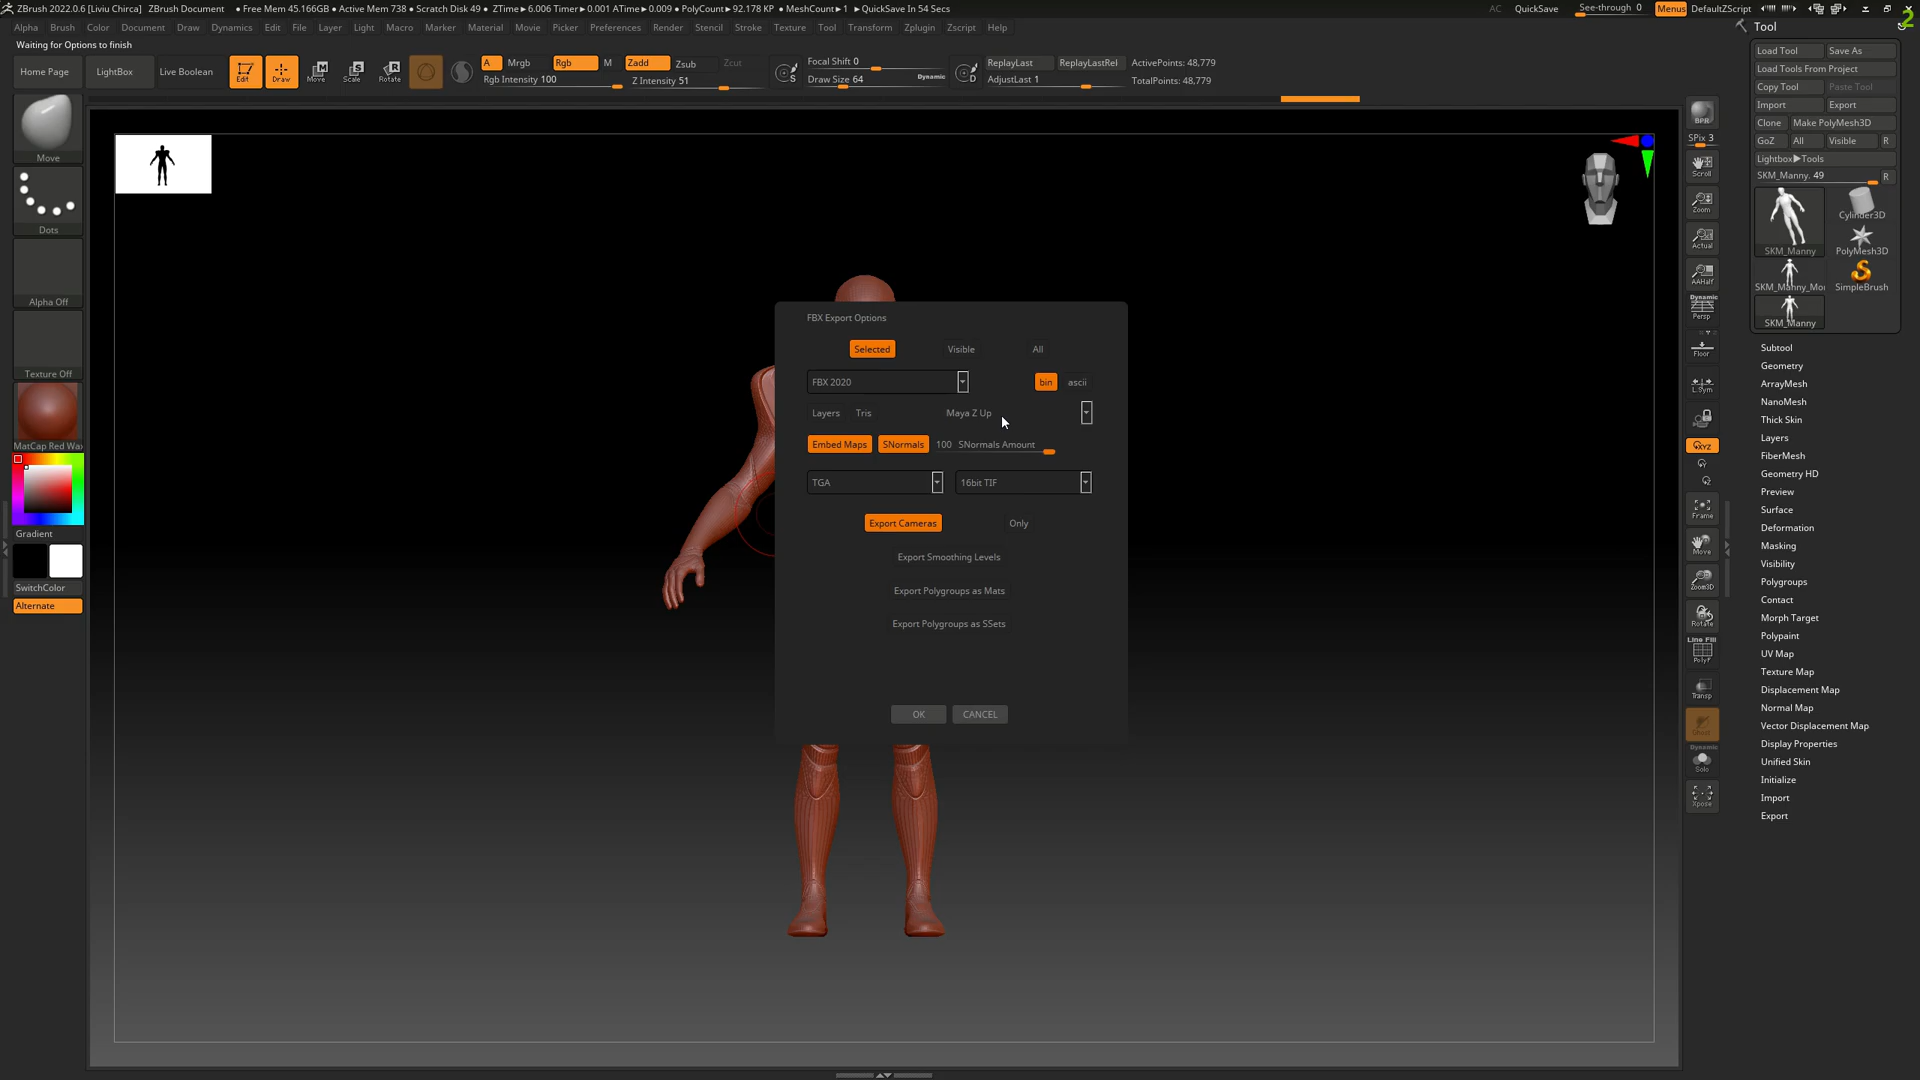 ZBrush 2022.0.6 [Liviu Chirca] ZBrush Document • Free Mem 45.166GB • Active Mem 738 • Scratch Disk 49 • ZTime▸6.006 Timer▸0.001 ATime▸0.009 • PolyCount▸92.178 KP • MeshCount▸1 ▸QuickSave In 54 Secs AC QuickSave See-through 0 Menus DefaultZScript
Alpha Brush Color Document Draw Dynamics Edit File Layer Light Macro Marker Material Movie Picker Preferences Render Stencil Stroke Texture Tool Transform Zplugin Zscript Help
Waiting for Options to finish
Home Page LightBox Live Boolean Edit Draw Move Scale Rotate
A Mrgb Rgb M Zadd Zsub Zcut
Rgb Intensity 100 Z Intensity 51
Focal Shift 0
Draw Size 64 Dynamic
S D
ReplayLast ReplayLastRel ActivePoints: 48,779
AdjustLast 1 TotalPoints: 48,779
Move
Dots
Alpha Off
Texture Off
MatCap Red Wax
Gradient
SwitchColor
Alternate
FBX Export Options
Selected Visible All
FBX 2020 bin ascii
Layers Tris Maya Z Up
Embed Maps SNormals 100 SNormals Amount
TGA 16bit TIF
Export Cameras Only
Export Smoothing Levels
Export Polygroups as Mats
Export Polygroups as SSets
OK CANCEL
BPR
SPix 3
Scroll
Zoom
Actual
AAHalf
Dynamic
Persp
Floor
L.Sym
XYZ
Frame
Move
Zoom3D
Rotate
Line Fill
PolyF
Transp
Ghost
Dynamic
Solo
Xpose
2
Tool
Load Tool Save As
Load Tools From Project
Copy Tool Paste Tool
Import Export
Clone Make PolyMesh3D
GoZ All Visible R
Lightbox▸Tools
SKM_Manny. 49 R
SKM_Manny Cylinder3D
PolyMesh3D
SKM_Manny_Mo SimpleBrush
SKM_Manny
Subtool
Geometry
ArrayMesh
NanoMesh
Thick Skin
Layers
FiberMesh
Geometry HD
Preview
Surface
Deformation
Masking
Visibility
Polygroups
Contact
Morph Target
Polypaint
UV Map
Texture Map
Displacement Map
Normal Map
Vector Displacement Map
Display Properties
Unified Skin
Initialize
Import
Export